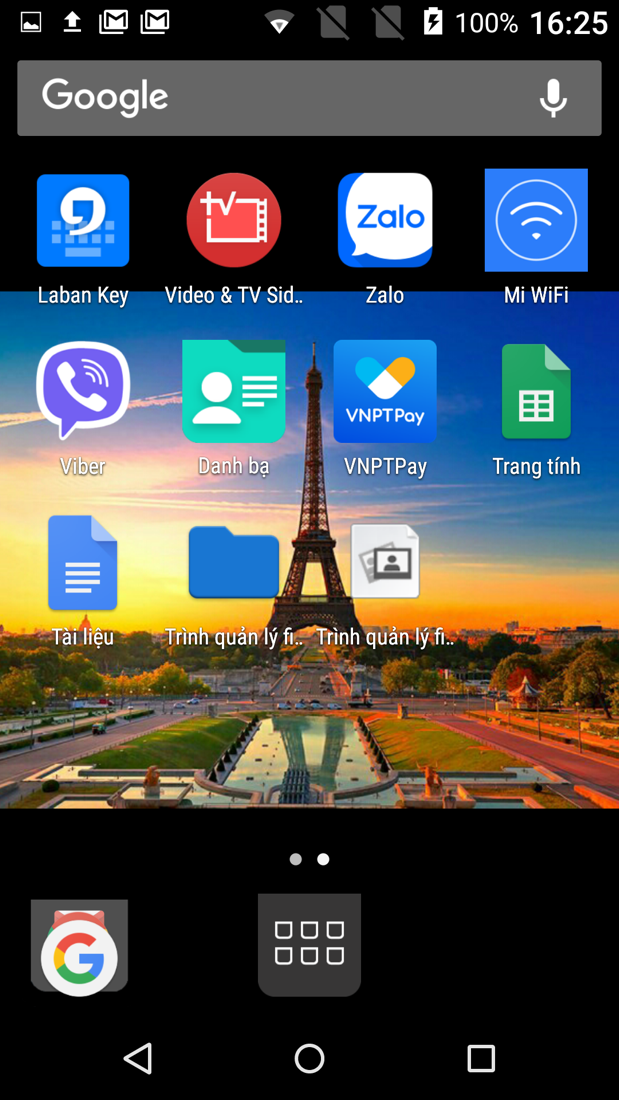 100% 16:25
Google
Zalo
Laban Key Video & TV Sid.. Zalo Mi WiFi
VNPTPay
Viber Danh bạ VNPTPay Trang tính
Tài liệu Trình quản lý fi.. Trình quản lý fi..